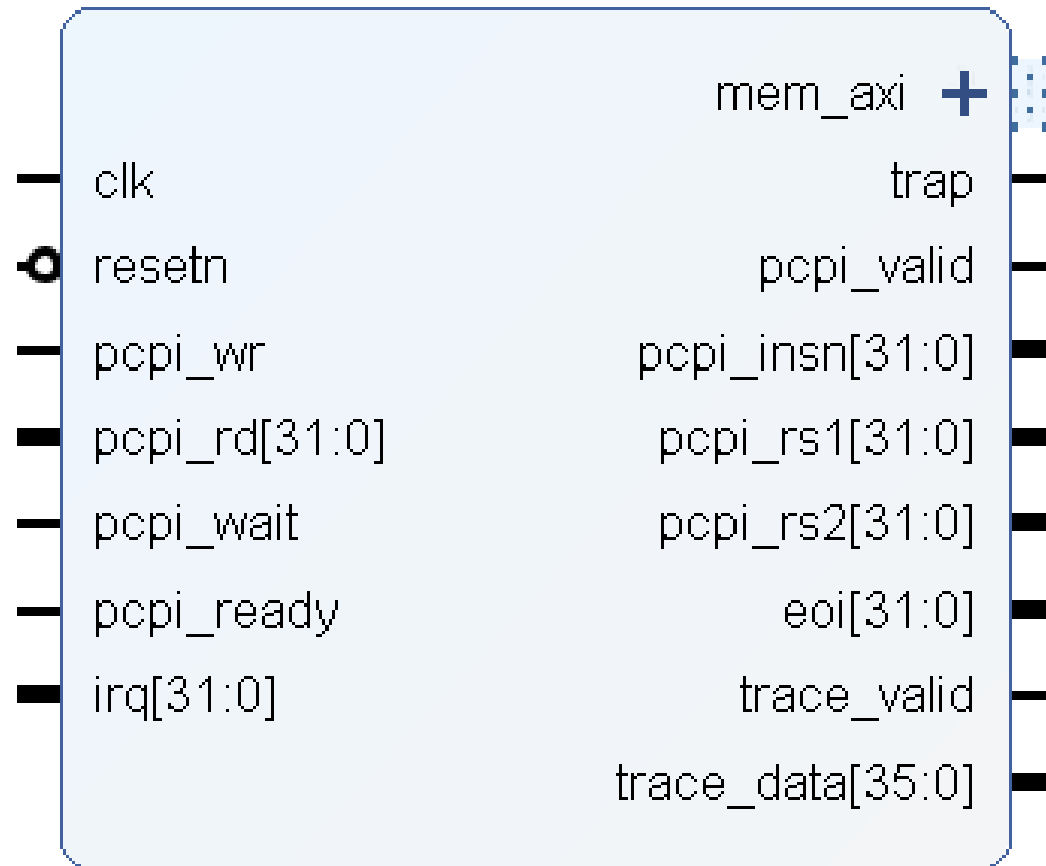 mem_axi
clk
trap
resetn
pcpi_valid
pcpi_wr
pcpi_insn[31:0]
pcpi_rd[31:0]
pcpi_rs1[31:0]
pcpi_wait
pcpi_rs2[31:0]
pcpi_ready
eoi[31:0]
irq[31:0]
trace_valid
trace_data[35:0]